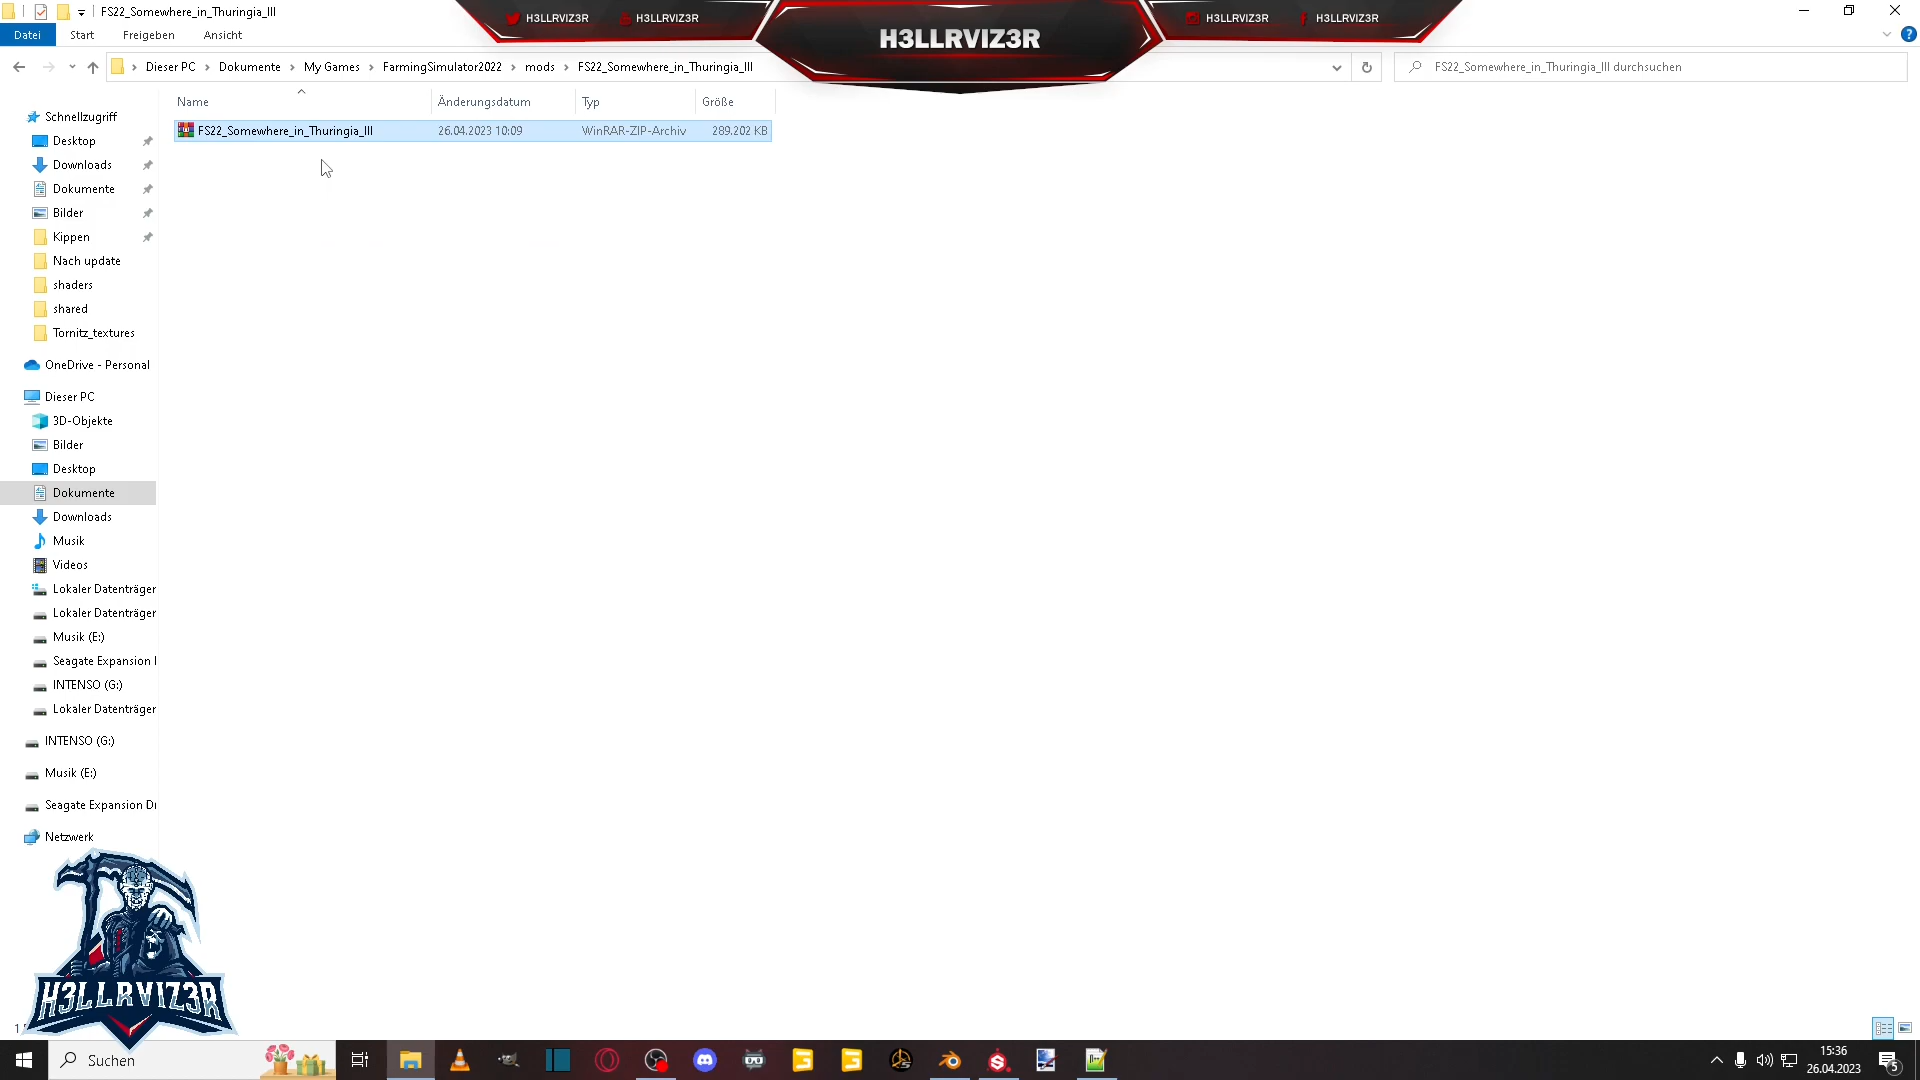 FS22_Somewhere_in_Thuringia_III
H3LLRVIZ3R
H3LLRVIZ3R
H3LLRVIZ3R
H3LLRVIZ3R
H3LLRVIZ3R
Datei
Start
Freigeben
Ansicht
Dieser PC
Dokumente
My Games
FarmingSimulator2022
mods
FS22_Somewhere_in_Thuringia_III
FS22_Somewhere_in_Thuringia_III durchsuchen
Name
Änderungsdatum
Typ
Größe
FS22_Somewhere_in_Thuringia_III
26.04.2023 10:09
WinRAR-ZIP-Archiv
289.202 KB
Schnellzugriff
Desktop
Downloads
Dokumente
Bilder
Kippen
Nach update
shaders
shared
Tornitz_textures
OneDrive - Personal
Dieser PC
3D-Objekte
Bilder
Desktop
Dokumente
Downloads
Musik
Videos
Lokaler Datenträger
Lokaler Datenträger
Musik (E:)
Seagate Expansion
INTENSO (G:)
Lokaler Datenträger
INTENSO (G:)
Musik (E:)
Seagate Expansion
Netzwerk
H3LLRVIZ3R
Suchen
15:36
26.04.2023
5